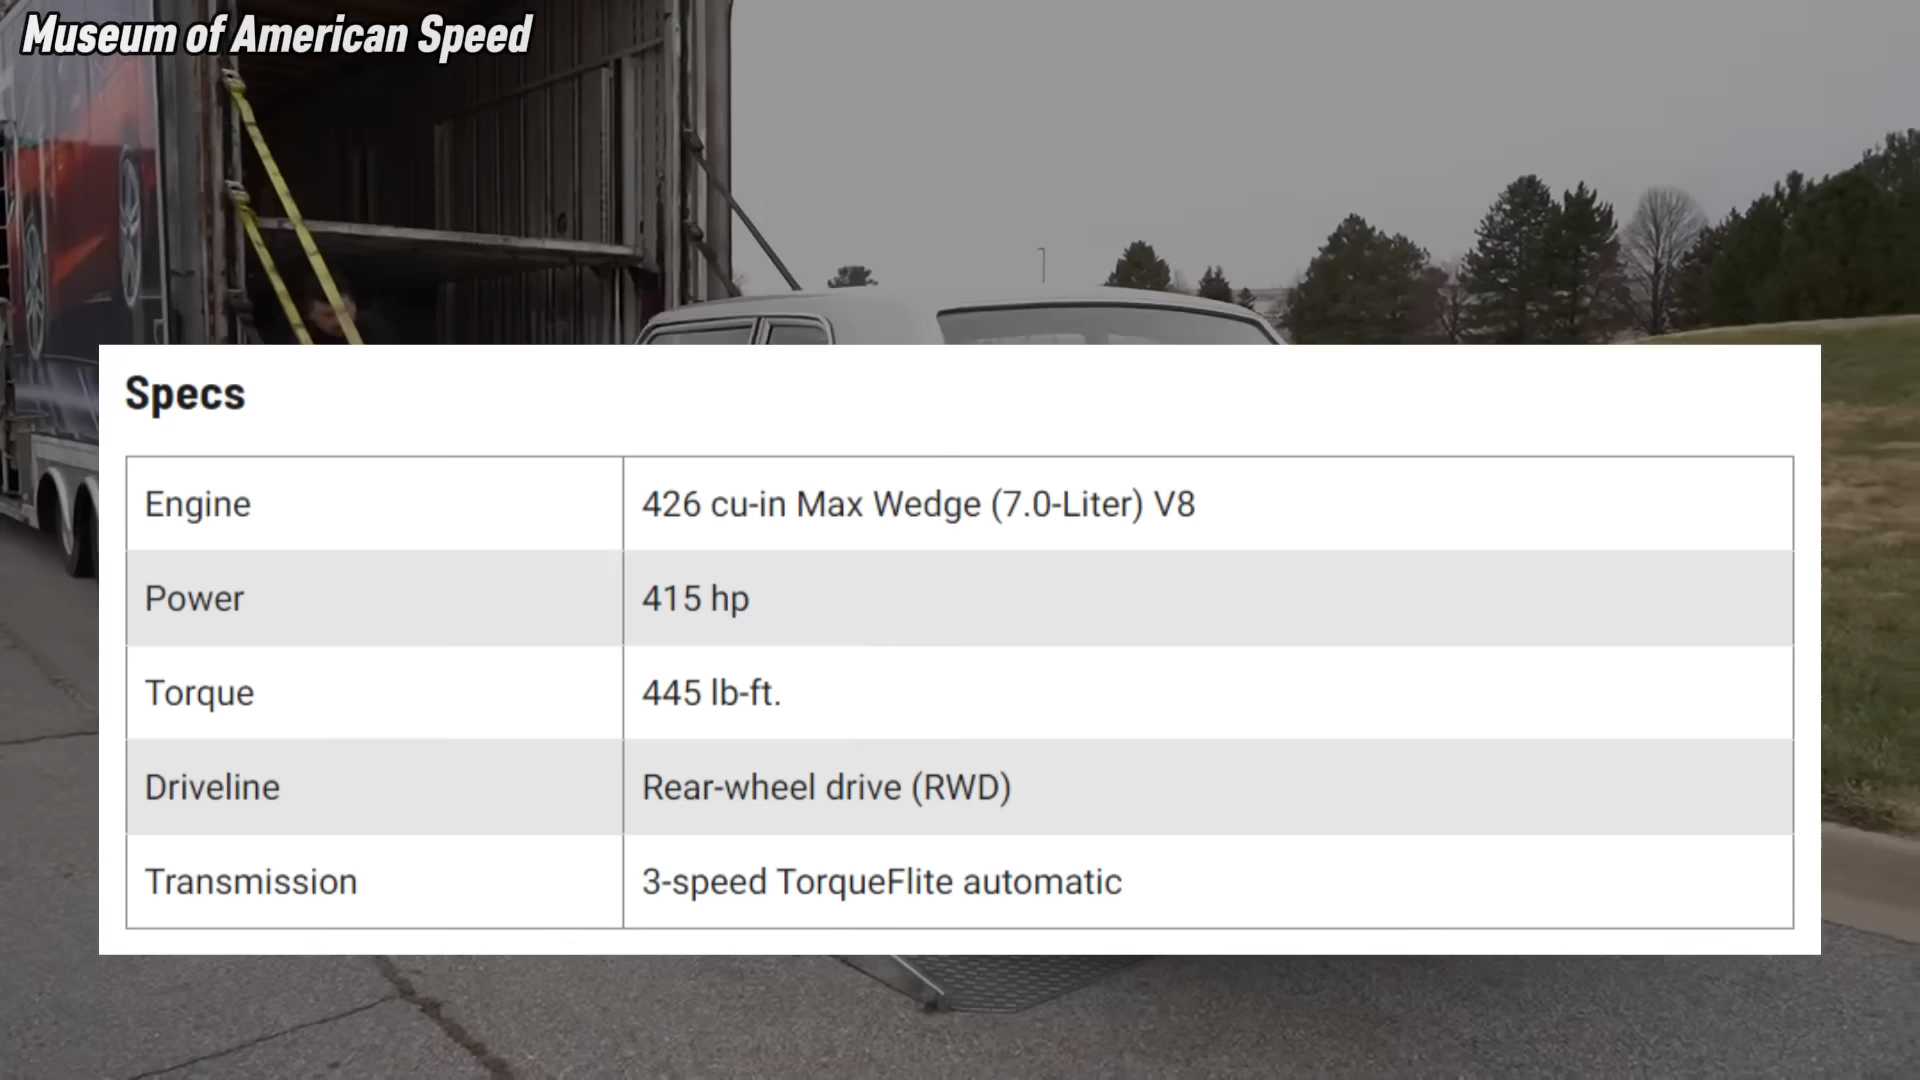 Museum of American Speed
Specs
Engine 426 cu-in Max Wedge (7.0-Liter) V8
Power 415 hp
Torque 445 lb-ft.
Driveline Rear-wheel drive (RWD)
Transmission 3-speed TorqueFlite automatic